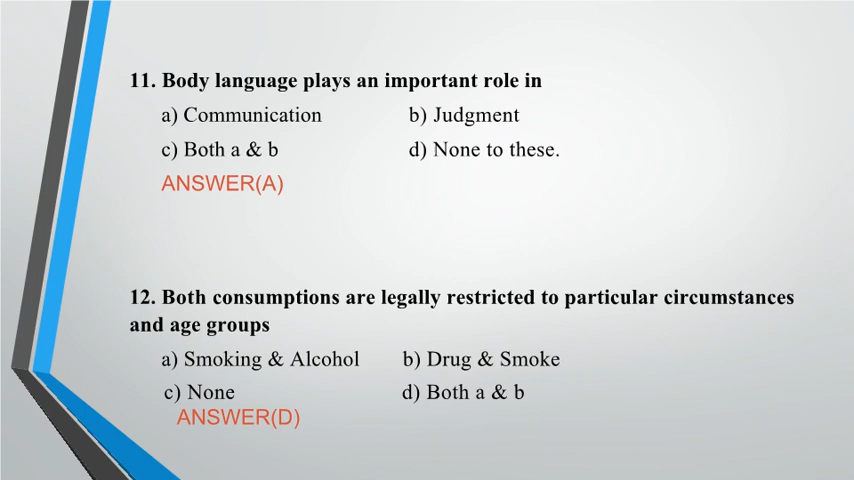 11. Body language plays an important role in
a) Communication b) Judgment
c) Both a & b d) None to these.
ANSWER(A)
12. Both consumptions are legally restricted to particular circumstances
and age groups
a) Smoking & Alcohol b) Drug & Smoke
c) None d) Both a & b
ANSWER(D)